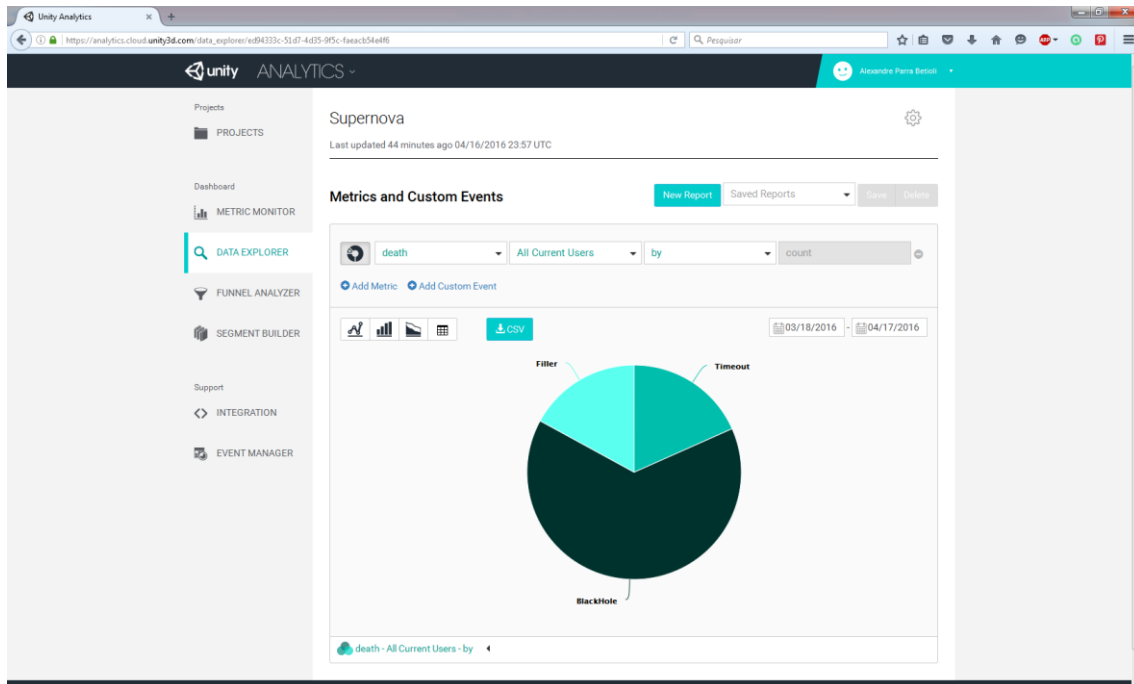 Unity Analytics
https://analytics.cloud.unity3d.com/data_explorer/ed94333c-51d7-4d35-9f5c-faeacb54e4f6
Pesquisar
ABP
unity ANALYTICS
Alexandre Parra Betioli
Projects
PROJECTS
Dashboard
METRIC MONITOR
DATA EXPLORER
FUNNEL ANALYZER
SEGMENT BUILDER
Support
INTEGRATION
EVENT MANAGER
Supernova
Last updated 44 minutes ago 04/16/2016 23:57 UTC
Metrics and Custom Events
New Report
Saved Reports
Save
Delete
death
All Current Users
by
count
Add Metric
Add Custom Event
CSV
03/18/2016 - 04/17/2016
Filler
Timeout
BlackHole
death - All Current Users - by